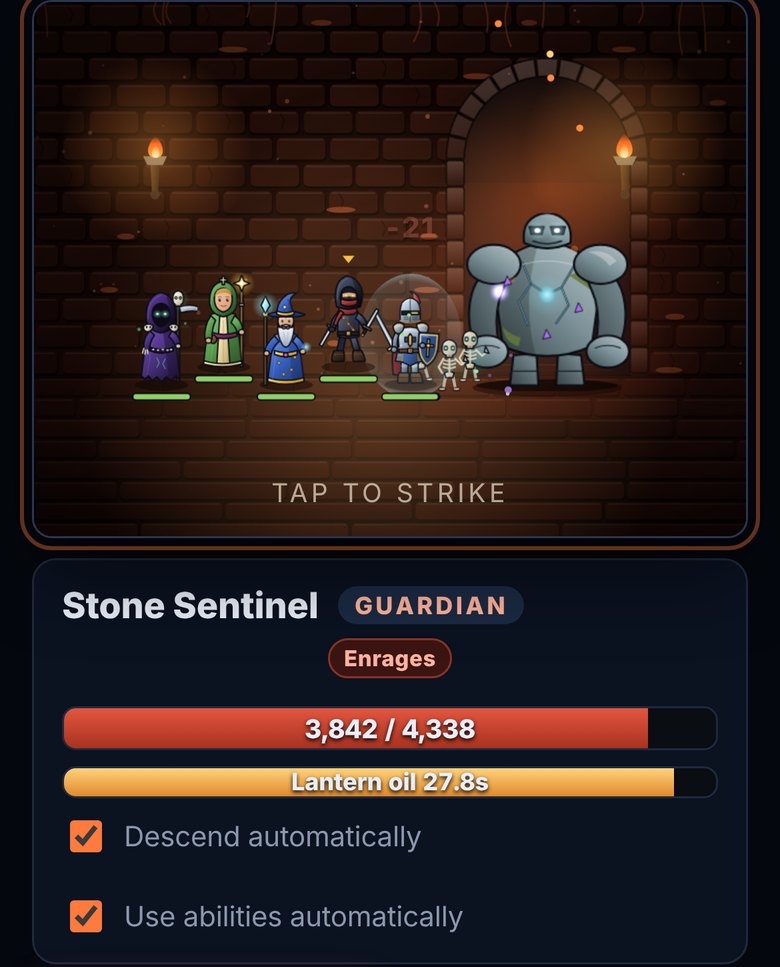 -21
TAP TO STRIKE
Stone Sentinel GUARDIAN
Enrages
3,842 / 4,338
Lantern oil 27.8s
Descend automatically
Use abilities automatically